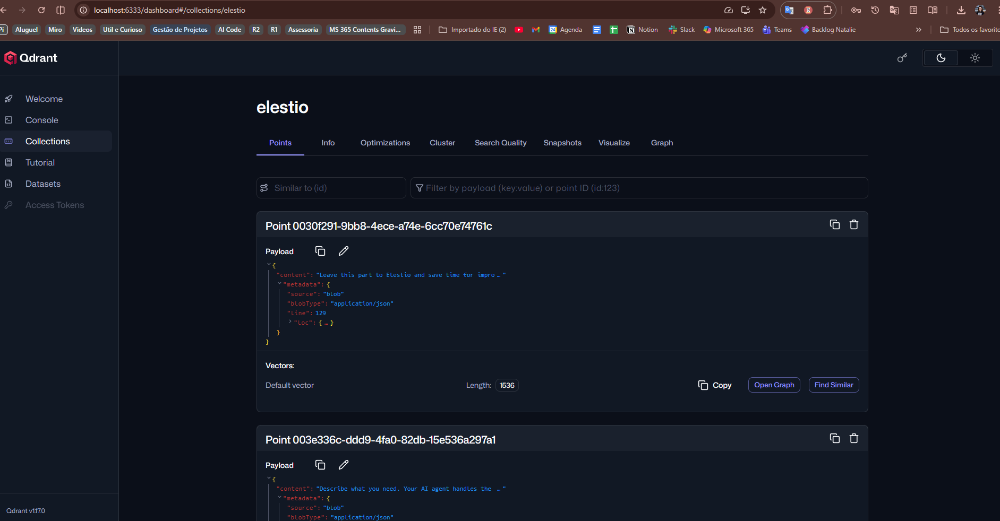 localhost:6333/dashboard#/collections/elestio
Aluguel
Miro
Videos
Util e Curioso
Gestão de Projetos
AI Code
R2
R1
Assessoria
MS 365 Contents Gravi...
Importado do IE (2)
24 Agenda
Notion
Slack
Microsoft 365
Teams
Backlog Natalie
»
Todos os favorito
Qdrant
Welcome
Console
Collections
Tutorial
Datasets
Access Tokens
Qdrant v1.17.0
elestio
Points Info Optimizations Cluster Search Quality Snapshots Visualize Graph
Similar to (id)
Filter by payload (key:value) or point ID (id:123)
Point 0030f291-9bb8-4ece-a74e-6cc70e74761c
Payload
{
"content": "Leave this part to Elestio and save time for impro … "
"metadata": {
"source": "blob"
"blobType": "application/json"
"line": 129
"loc": { … }
}
}
Vectors:
Default vector Length: 1536 Copy Open Graph Find Similar
Point 003e336c-ddd9-4fa0-82db-15e536a297a1
Payload
{
"content": "Describe what you need. Your AI agent handles the … "
"metadata": {
"source": "blob"
"blobType": "application/json"